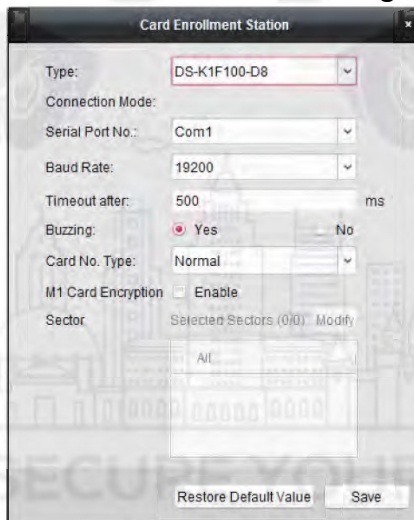 Card Enrollment Station
Type: DS-K1F100-D8
Connection Mode:
Serial Port No.: Com1
Baud Rate: 19200
Timeout after: 500 ms
Buzzing: Yes No
Card No. Type: Normal
M1 Card Encryption Enable
Sector Selected Sectors (0/0) Modify
All
SECURE YOUR
Restore Default Value Save